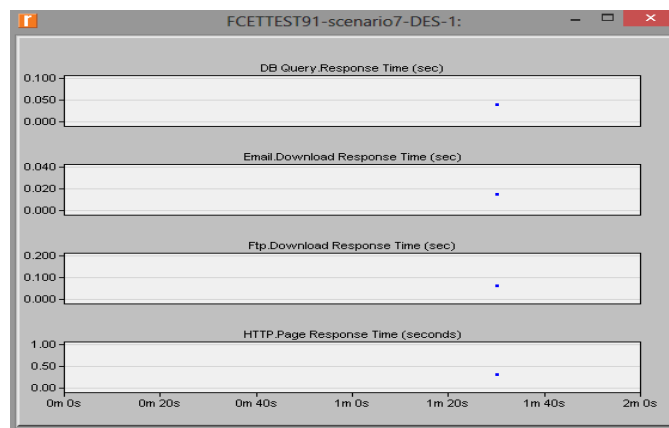 r FCETTEST91-scenario7-DES-1:
DB Query.Response Time (sec)
0.100
0.050
0.000
Email.Download Response Time (sec)
0.040
0.020
0.000
Ftp.Download Response Time (sec)
0.200
0.100
0.000
HTTP.Page Response Time (seconds)
1.00
0.50
0.00
0m 0s 0m 20s 0m 40s 1m 0s 1m 20s 1m 40s 2m 0s